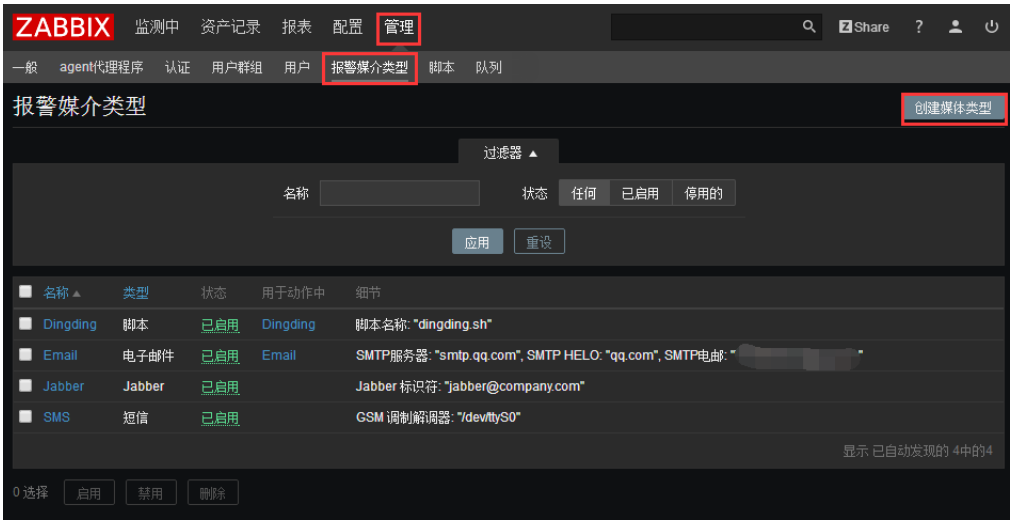 ZABBIX 监测中 资产记录 报表 配置 管理 Z Share ?
一般 agent代理程序 认证 用户群组 用户 报警媒介类型 脚本 队列
报警媒介类型 创建媒体类型
过滤器 ▲
名称 状态 任何 已启用 停用的
应用 重设
名称 ▲ 类型 状态 用于动作中 细节
Dingding 脚本 已启用 Dingding 脚本名称: "dingding.sh"
Email 电子邮件 已启用 Email SMTP服务器: "smtp.qq.com", SMTP HELO: "qq.com", SMTP电邮: " "
Jabber Jabber 已启用 Jabber 标识符: "jabber@company.com"
SMS 短信 已启用 GSM 调制解调器: "/dev/ttyS0"
显示 已自动发现的 4中的4
0 选择 启用 禁用 删除